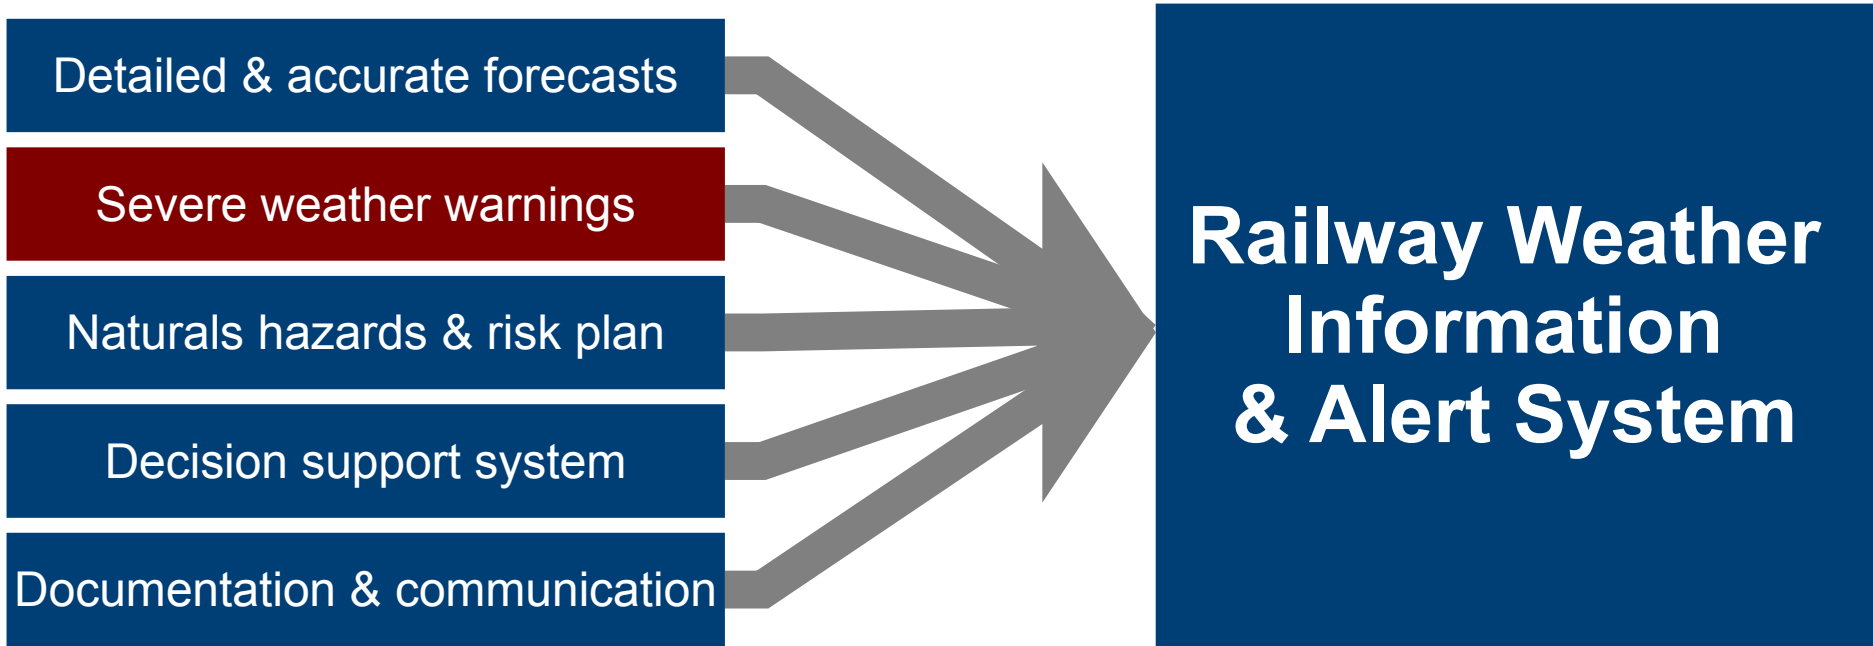 Detailed & accurate forecasts
Severe weather warnings
Naturals hazards & risk plan
Decision support system
Documentation & communication
Railway Weather
Information
& Alert System